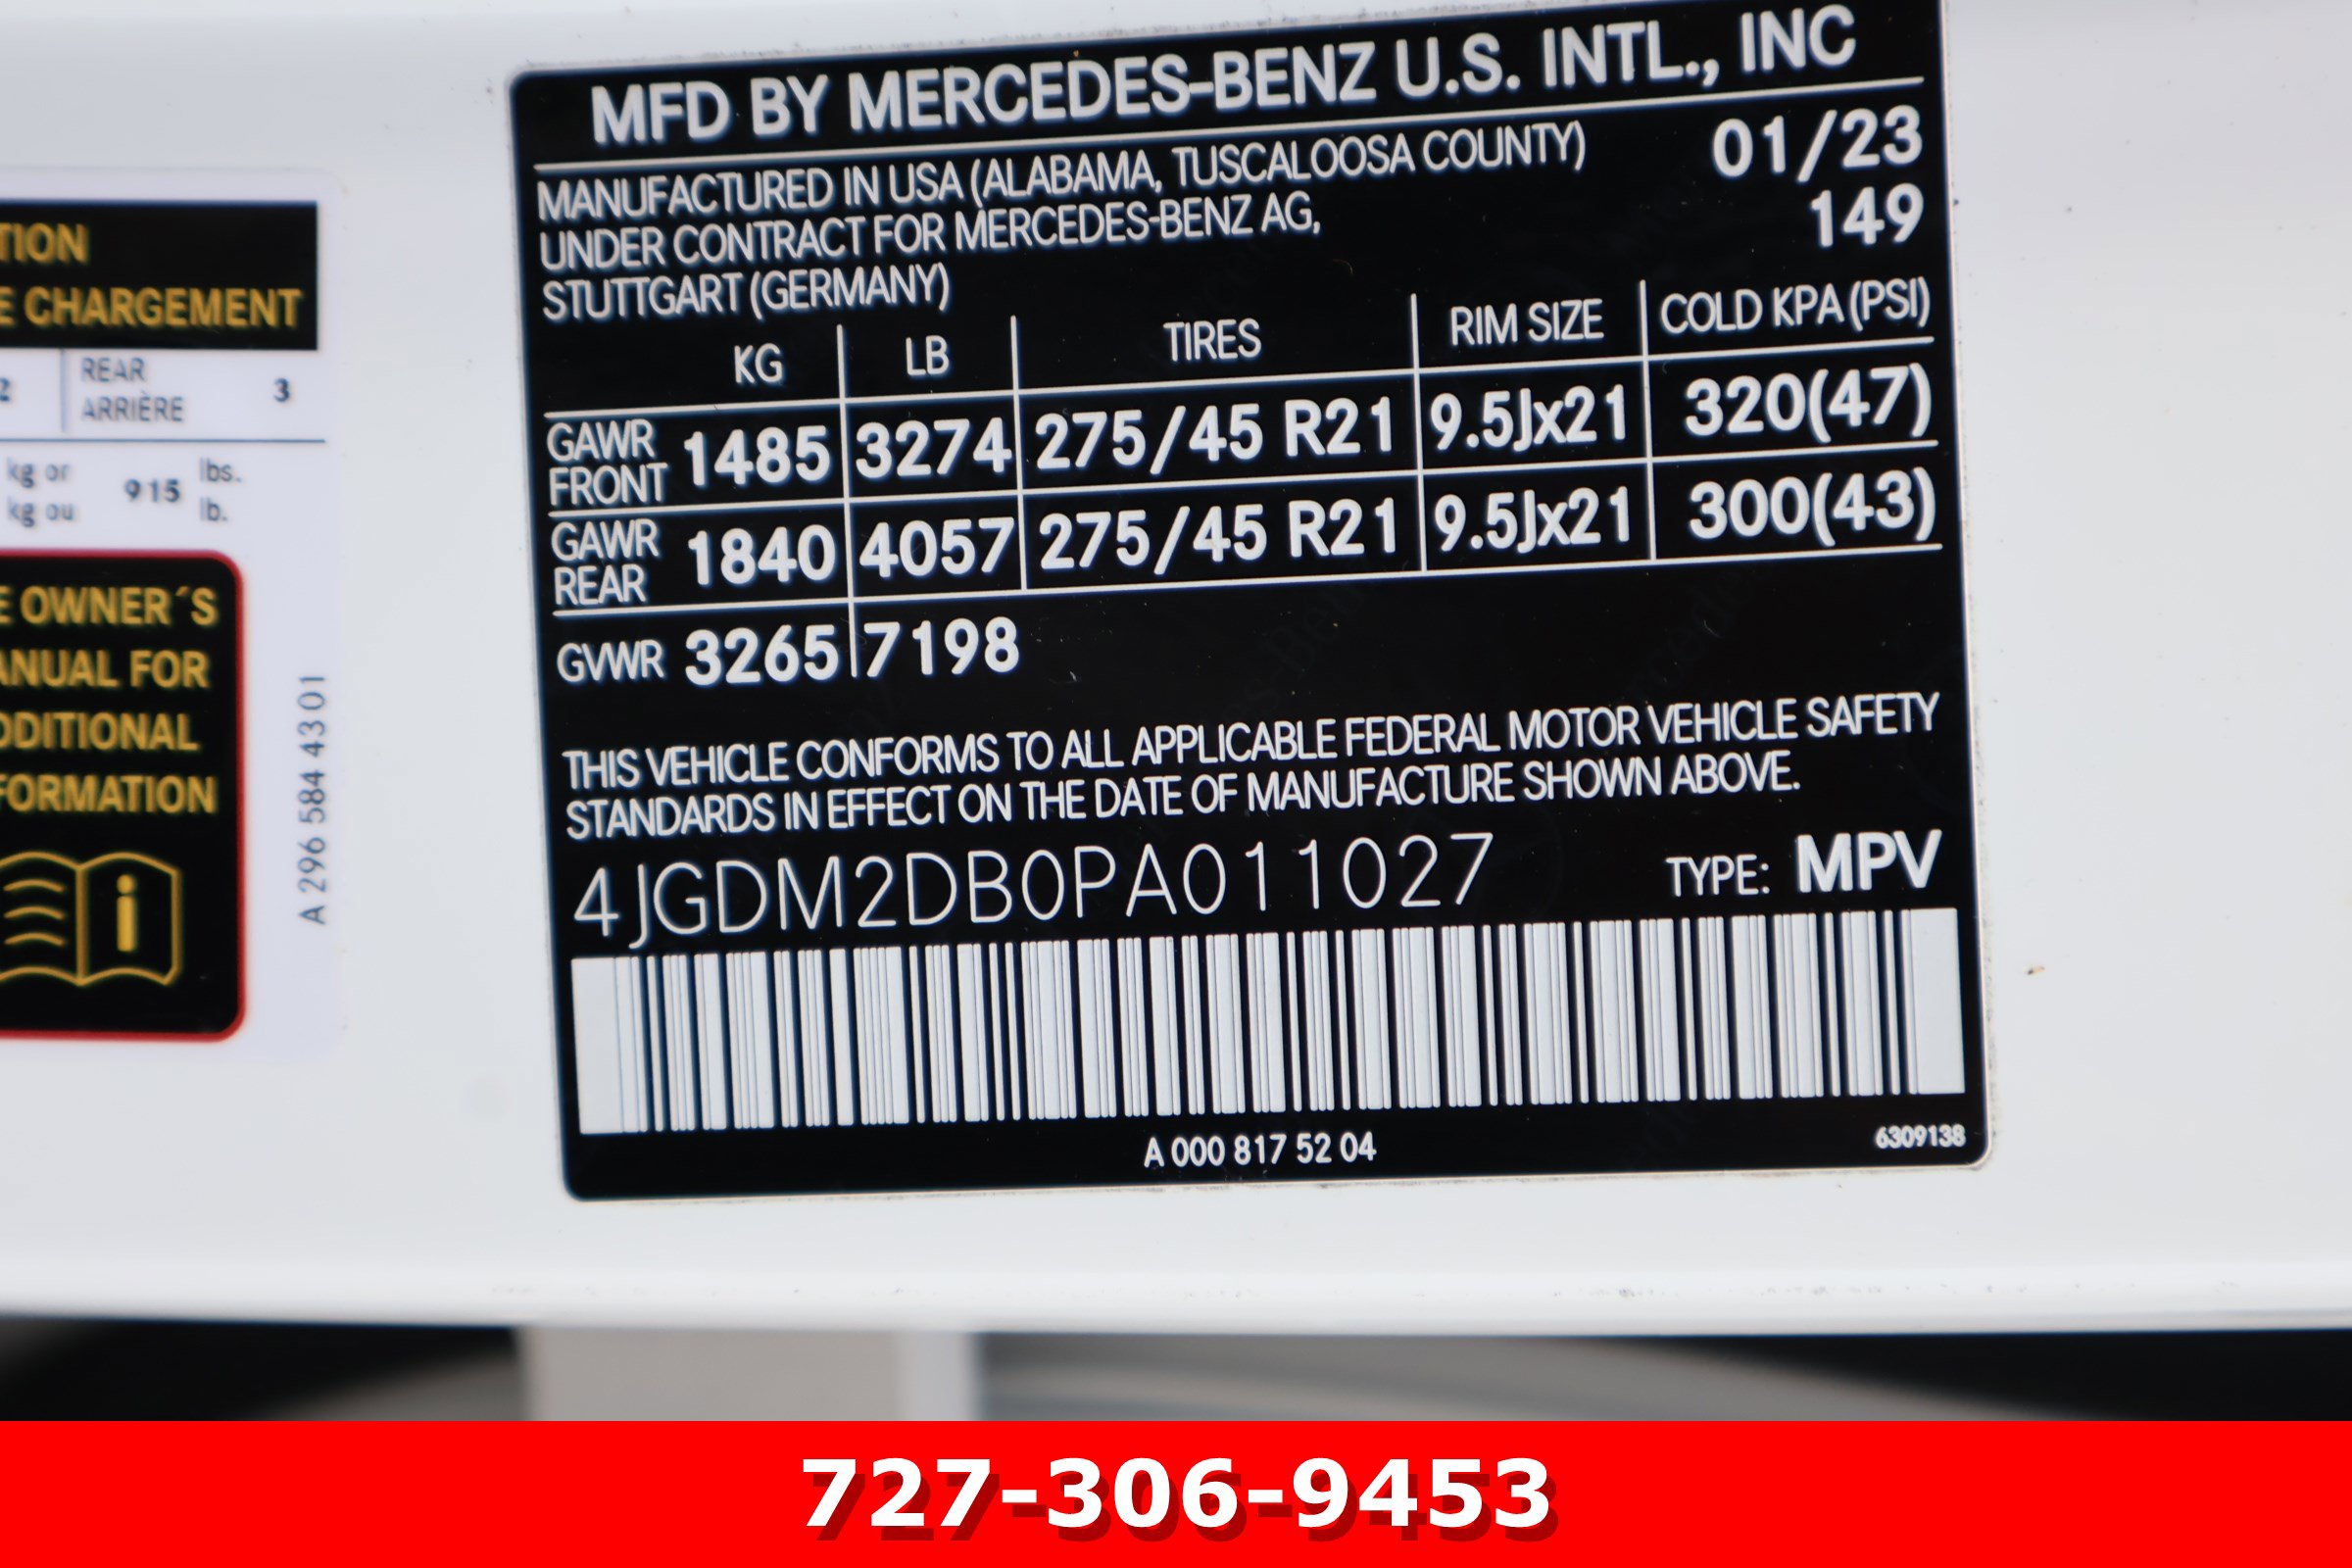 MFD BY MERCEDES-BENZ U.S. INTL., INC
MANUFACTURED IN USA (ALABAMA, TUSCALOOSA COUNTY) 01/23
UNDER CONTRACT FOR MERCEDES-BENZ AG, 149
STUTTGART (GERMANY)
KG LB TIRES RIM SIZE COLD KPA (PSI)
GAWR FRONT 1485 3274 275/45 R21 9.5Jx21 320(47)
GAWR REAR 1840 4057 275/45 R21 9.5Jx21 300(43)
GVWR 3265 7198
THIS VEHICLE CONFORMS TO ALL APPLICABLE FEDERAL MOTOR VEHICLE SAFETY
STANDARDS IN EFFECT ON THE DATE OF MANUFACTURE SHOWN ABOVE.
4JGDM2DB0PA011027 TYPE: MPV
A 000 817 52 04
6309138
TION
E CHARGEMENT
2 REAR 3
ARRIÈRE
kg or 915 lbs.
kg ou lb.
E OWNER´S
ANUAL FOR
DDITIONAL
FORMATION
i
A 296 584 43 01
727-306-9453